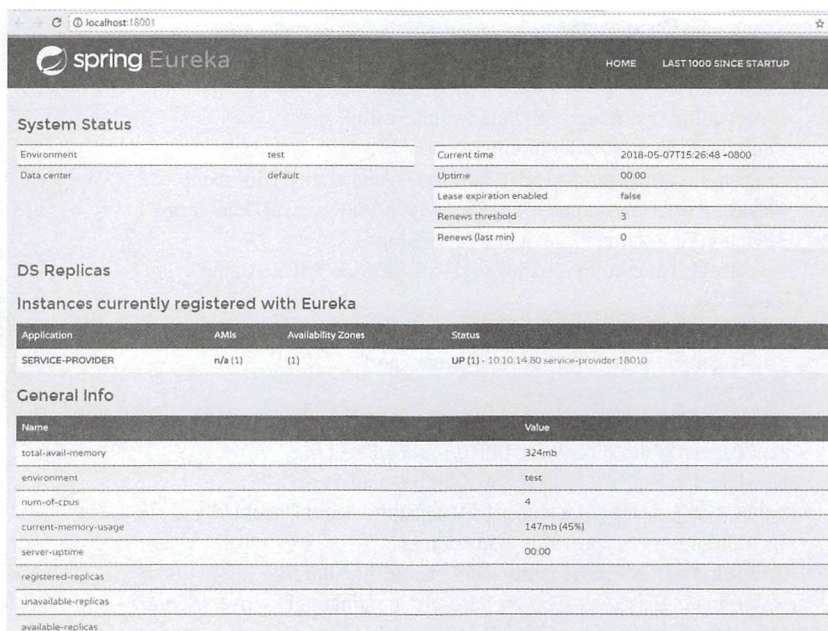 localhost:18001
spring Eureka
HOME LAST 1000 SINCE STARTUP
System Status
Environment test
Data center default
Current time 2018-05-07T15:26:48 +0800
Uptime 00:00
Lease expiration enabled false
Renews threshold 3
Renews (last min) 0
DS Replicas
Instances currently registered with Eureka
Application AMIs Availability Zones Status
SERVICE-PROVIDER n/a (1) (1) UP (1) - 10.10.14.80:service-provider:18010
General Info
Name Value
total-avail-memory 324mb
environment test
num-of-cpus 4
current-memory-usage 147mb (45%)
server-uptime 00:00
registered-replicas
unavailable-replicas
available-replicas